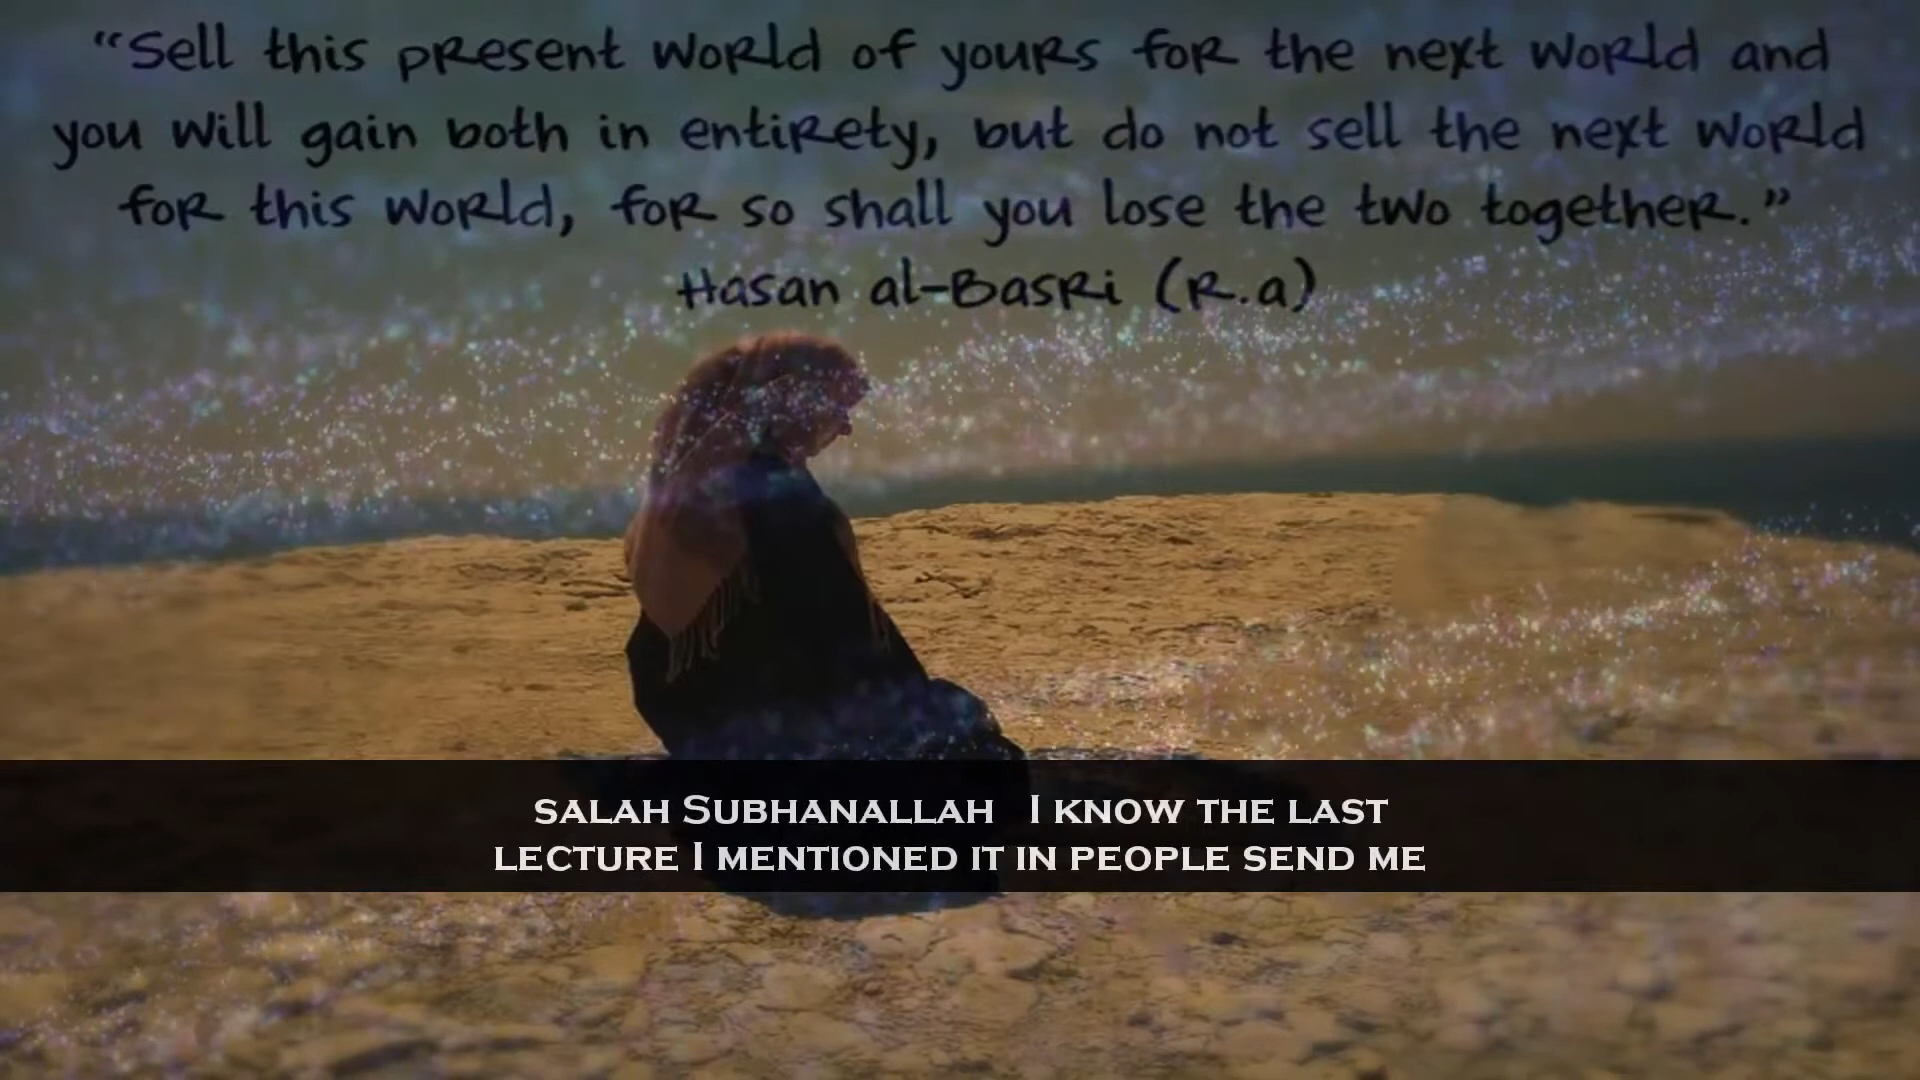 “Sell this present world of yours for the next world and
you will gain both in entirety, but do not sell the next world
for this world, for so shall you lose the two together.”
Hasan al-Basri (R.a)
SALAH SUBHANALLAH I KNOW THE LAST
LECTURE I MENTIONED IT IN PEOPLE SEND ME